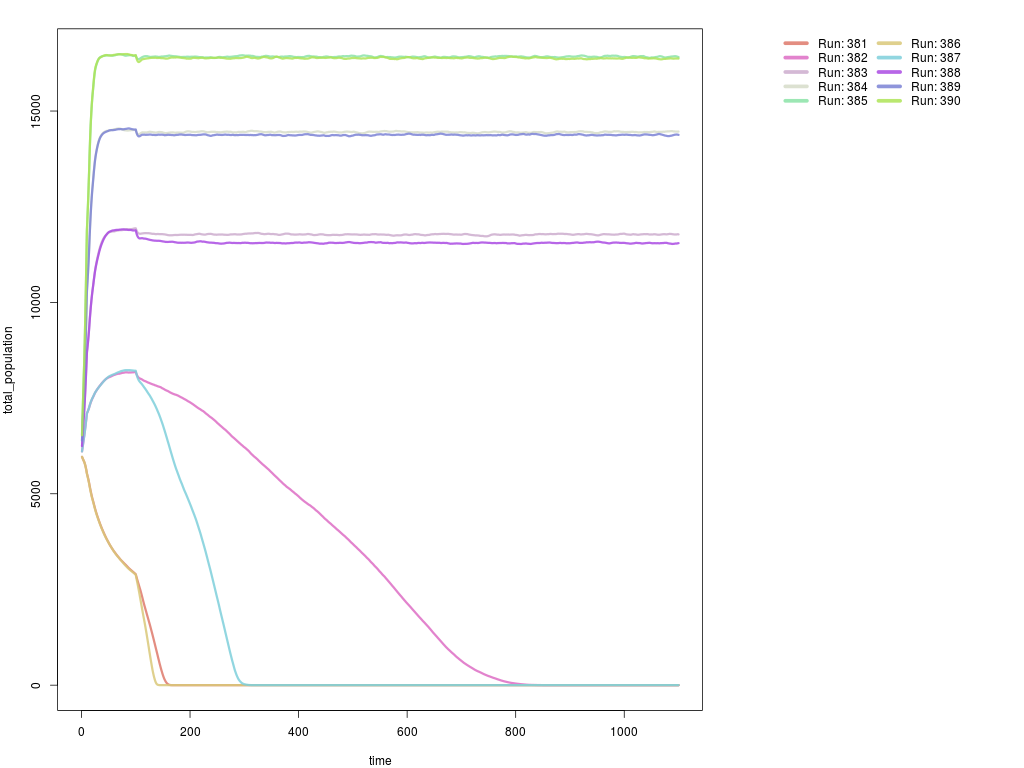 Run: 381 Run: 386
Run: 382 Run: 387
Run: 383 Run: 388
Run: 384 Run: 389
Run: 385 Run: 390
15000
10000
5000
0
total_population
0 200 400 600 800 1000
time